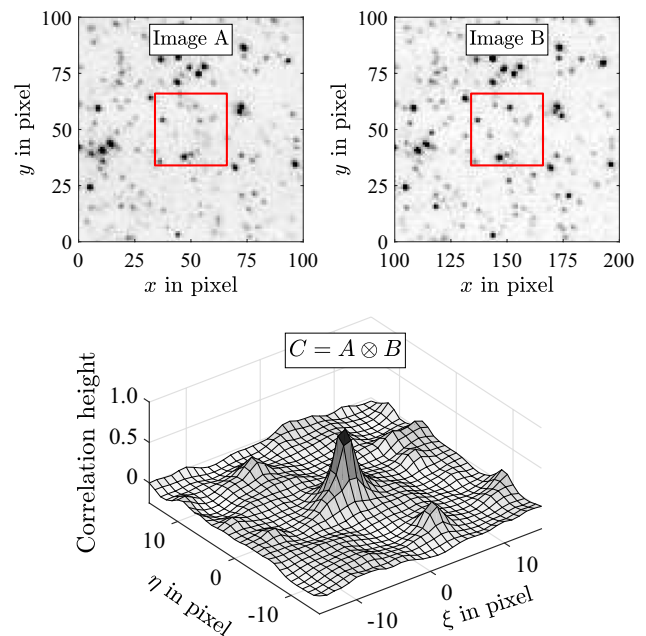 Image A
Image B
100
75
50
25
0
y in pixel
0 25 50 75 100
x in pixel
100
75
50
25
0
y in pixel
100 125 150 175 200
x in pixel
C = A ⊗ B
Correlation height
1.0
0.5
0
10
0
-10
η in pixel
-10
0
10
ξ in pixel